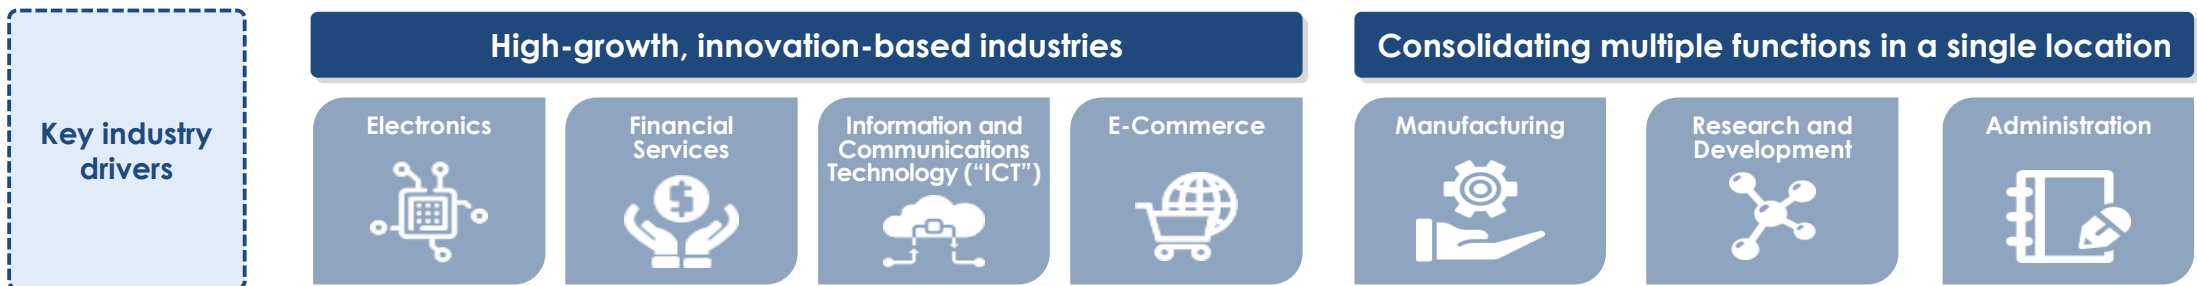 Key industry
drivers
High-growth, innovation-based industries
Electronics
Financial
Services
Information and
Communications
Technology (“ICT”)
E-Commerce
Consolidating multiple functions in a single location
Manufacturing
Research and
Development
Administration